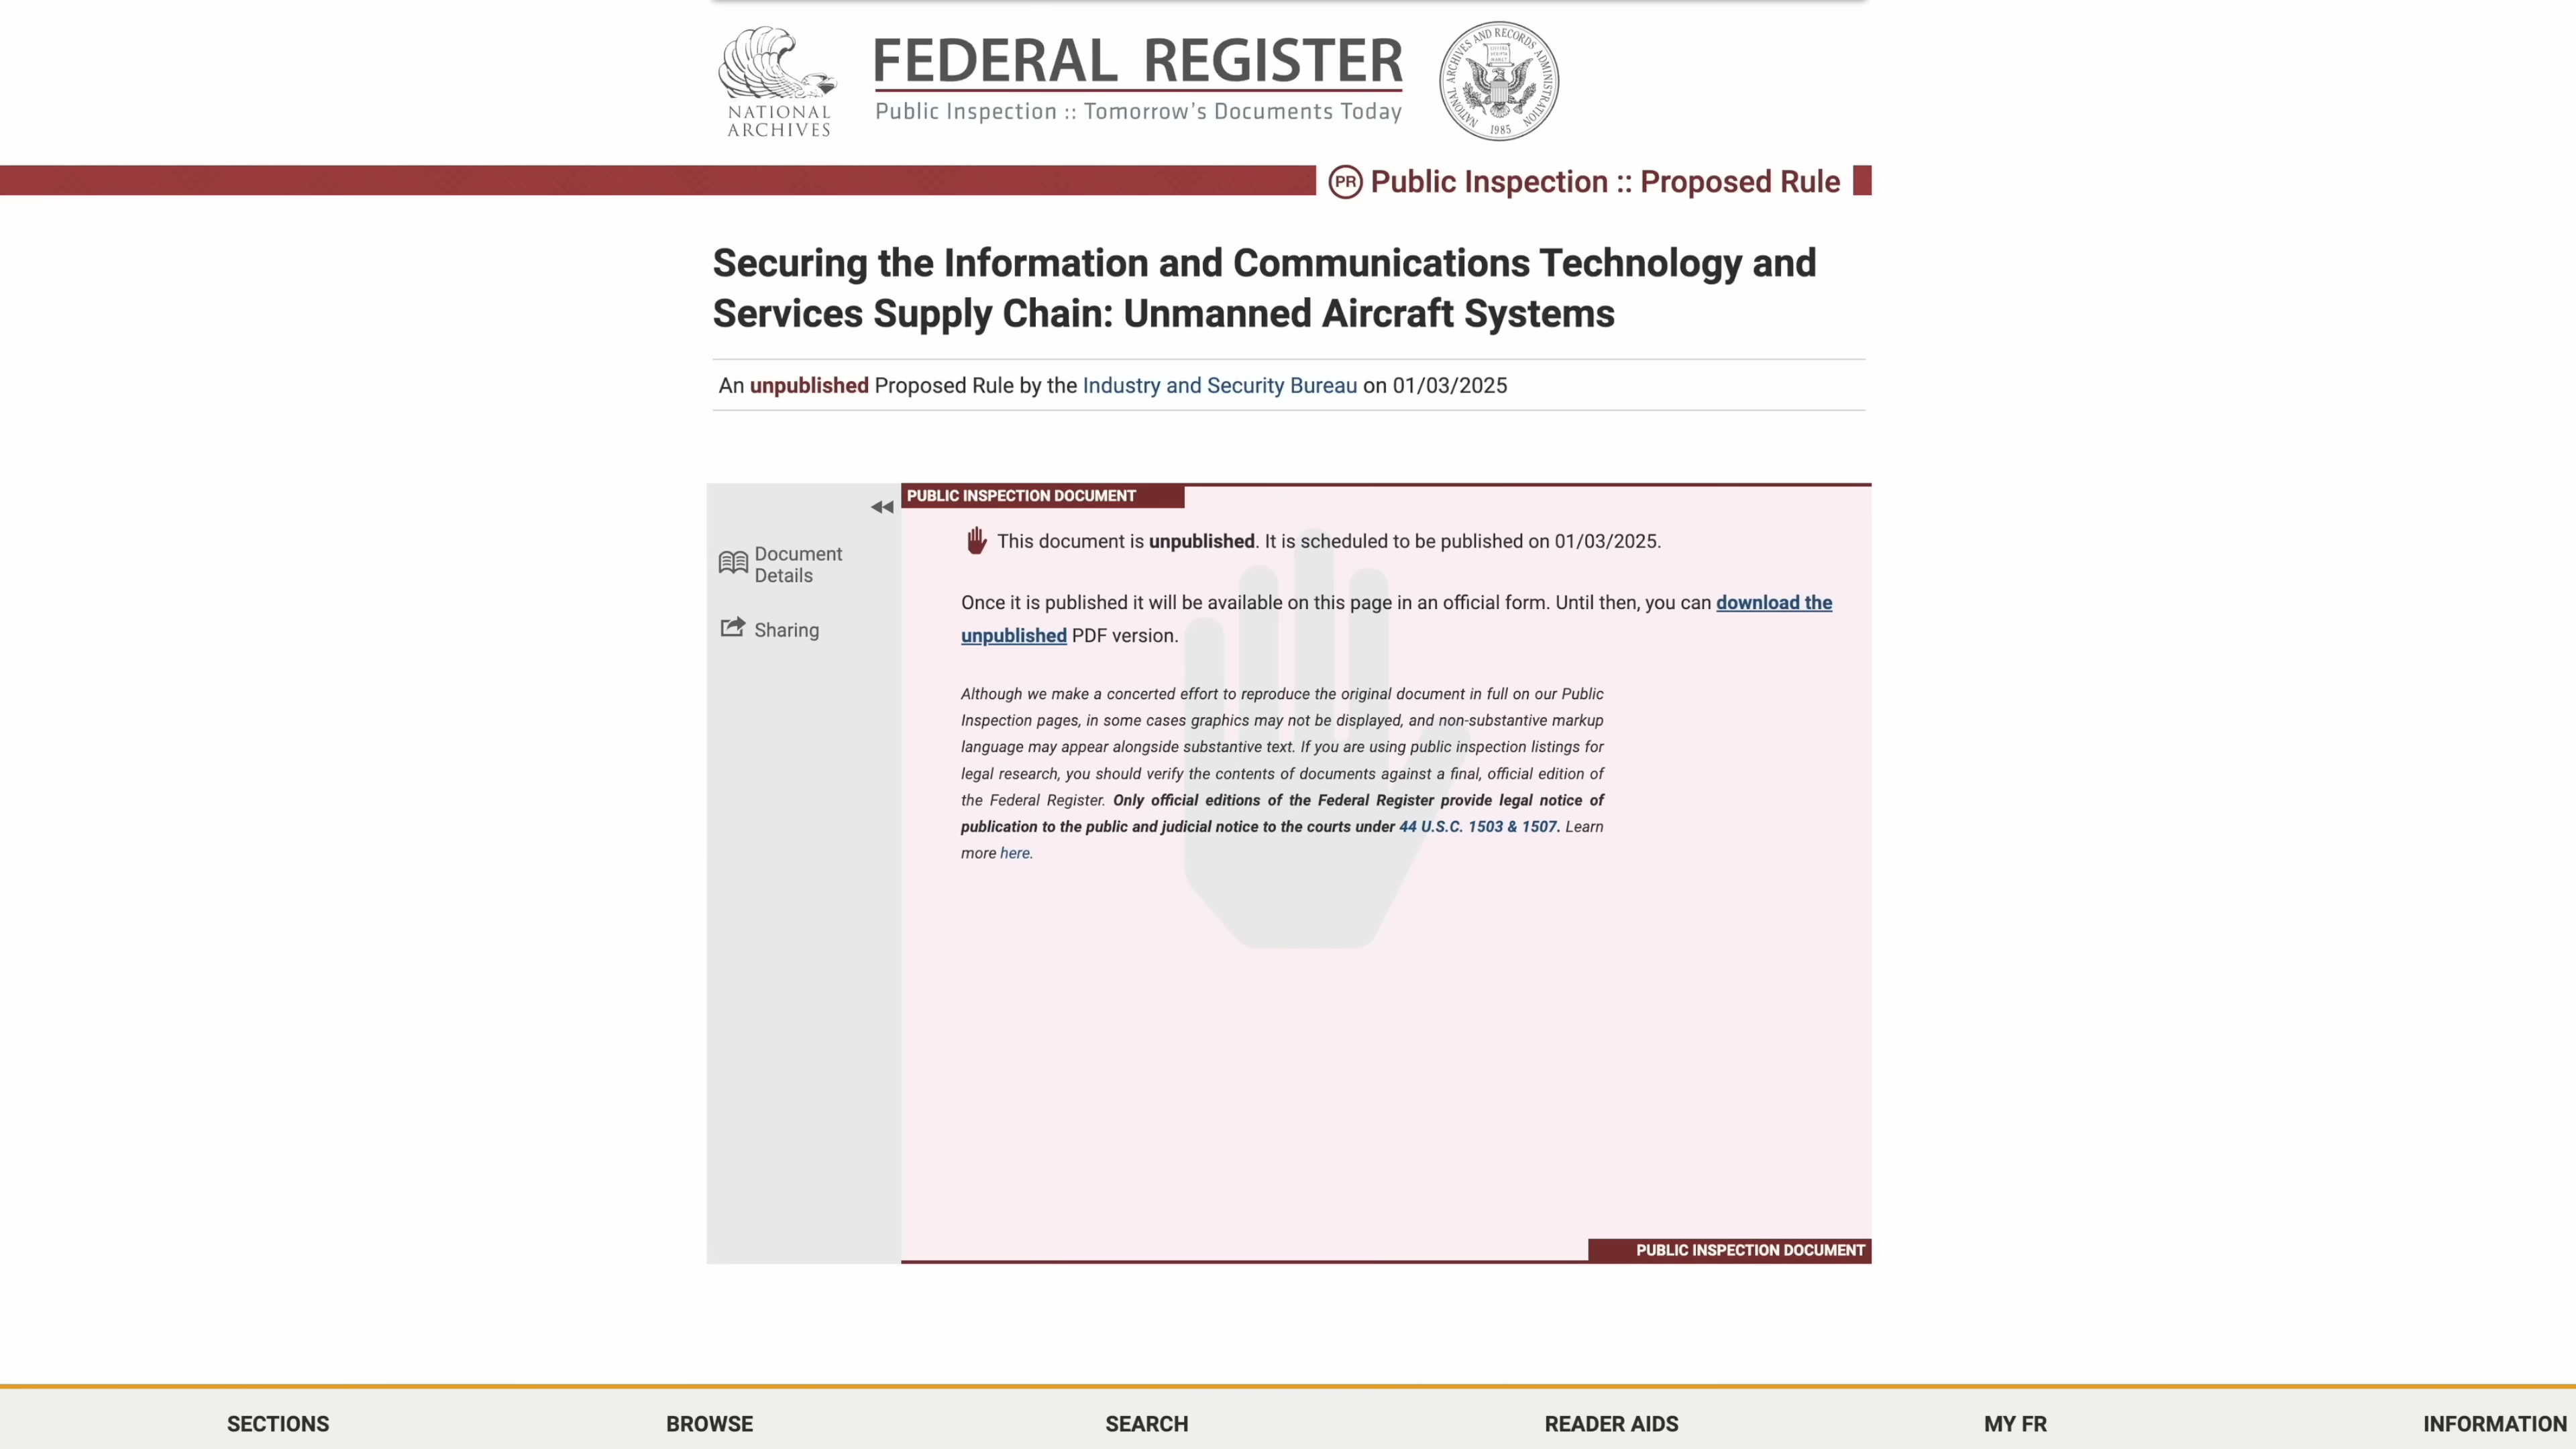 NATIONAL
ARCHIVES
FEDERAL REGISTER
Public Inspection :: Tomorrow's Documents Today
NATIONAL ARCHIVES AND RECORDS ADMINISTRATION
1985
PR Public Inspection :: Proposed Rule
Securing the Information and Communications Technology and
Services Supply Chain: Unmanned Aircraft Systems
An unpublished Proposed Rule by the Industry and Security Bureau on 01/03/2025
Document
Details
Sharing
PUBLIC INSPECTION DOCUMENT
This document is unpublished. It is scheduled to be published on 01/03/2025.
Once it is published it will be available on this page in an official form. Until then, you can download the
unpublished PDF version.
Although we make a concerted effort to reproduce the original document in full on our Public
Inspection pages, in some cases graphics may not be displayed, and non-substantive markup
language may appear alongside substantive text. If you are using public inspection listings for
legal research, you should verify the contents of documents against a final, official edition of
the Federal Register. Only official editions of the Federal Register provide legal notice of
publication to the public and judicial notice to the courts under 44 U.S.C. 1503 & 1507. Learn
more here.
PUBLIC INSPECTION DOCUMENT
SECTIONS
BROWSE
SEARCH
READER AIDS
MY FR
INFORMATION